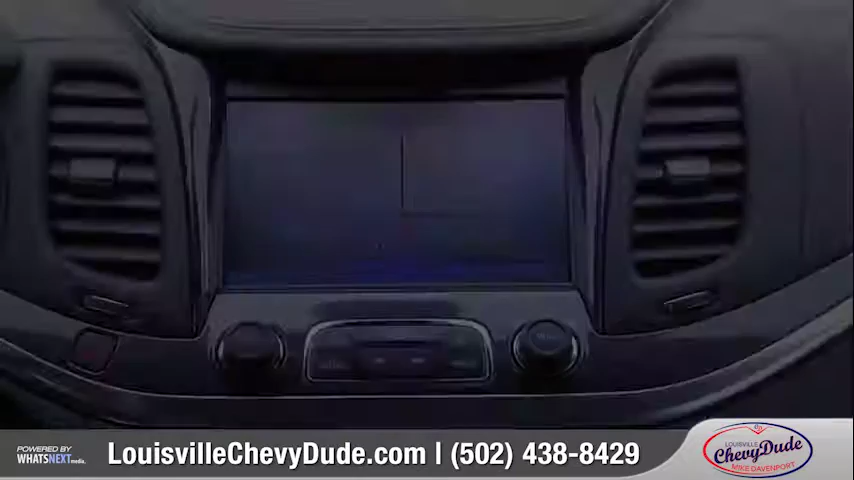 POWERED BY
WHATSNEXT media.
LouisvilleChevyDude.com | (502) 438-8429
LOUISVILLE
ChevyDude
MIKE DAVENPORT